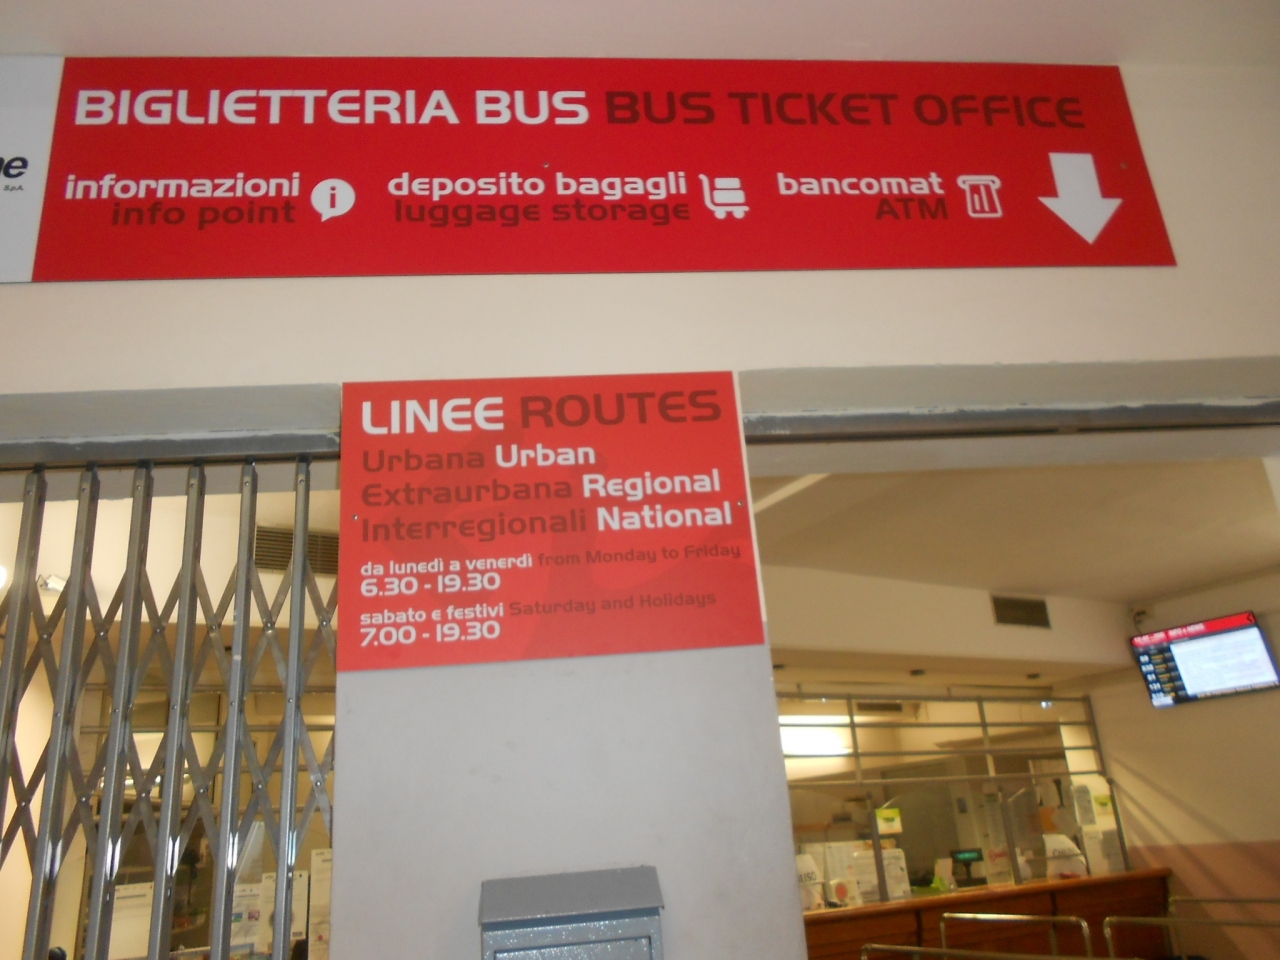 BIGLIETTERIA BUS BUS TICKET OFFICE
informazioni deposito bagagli bancomat
info point luggage storage ATM
S.p.A.
LINEE ROUTES
Urbana Urban
Extraurbana Regional
Interregionali National
da lunedì a venerdì from Monday to Friday
6.30 - 19.30
sabato e festivi Saturday and Holidays
7.00 - 19.30